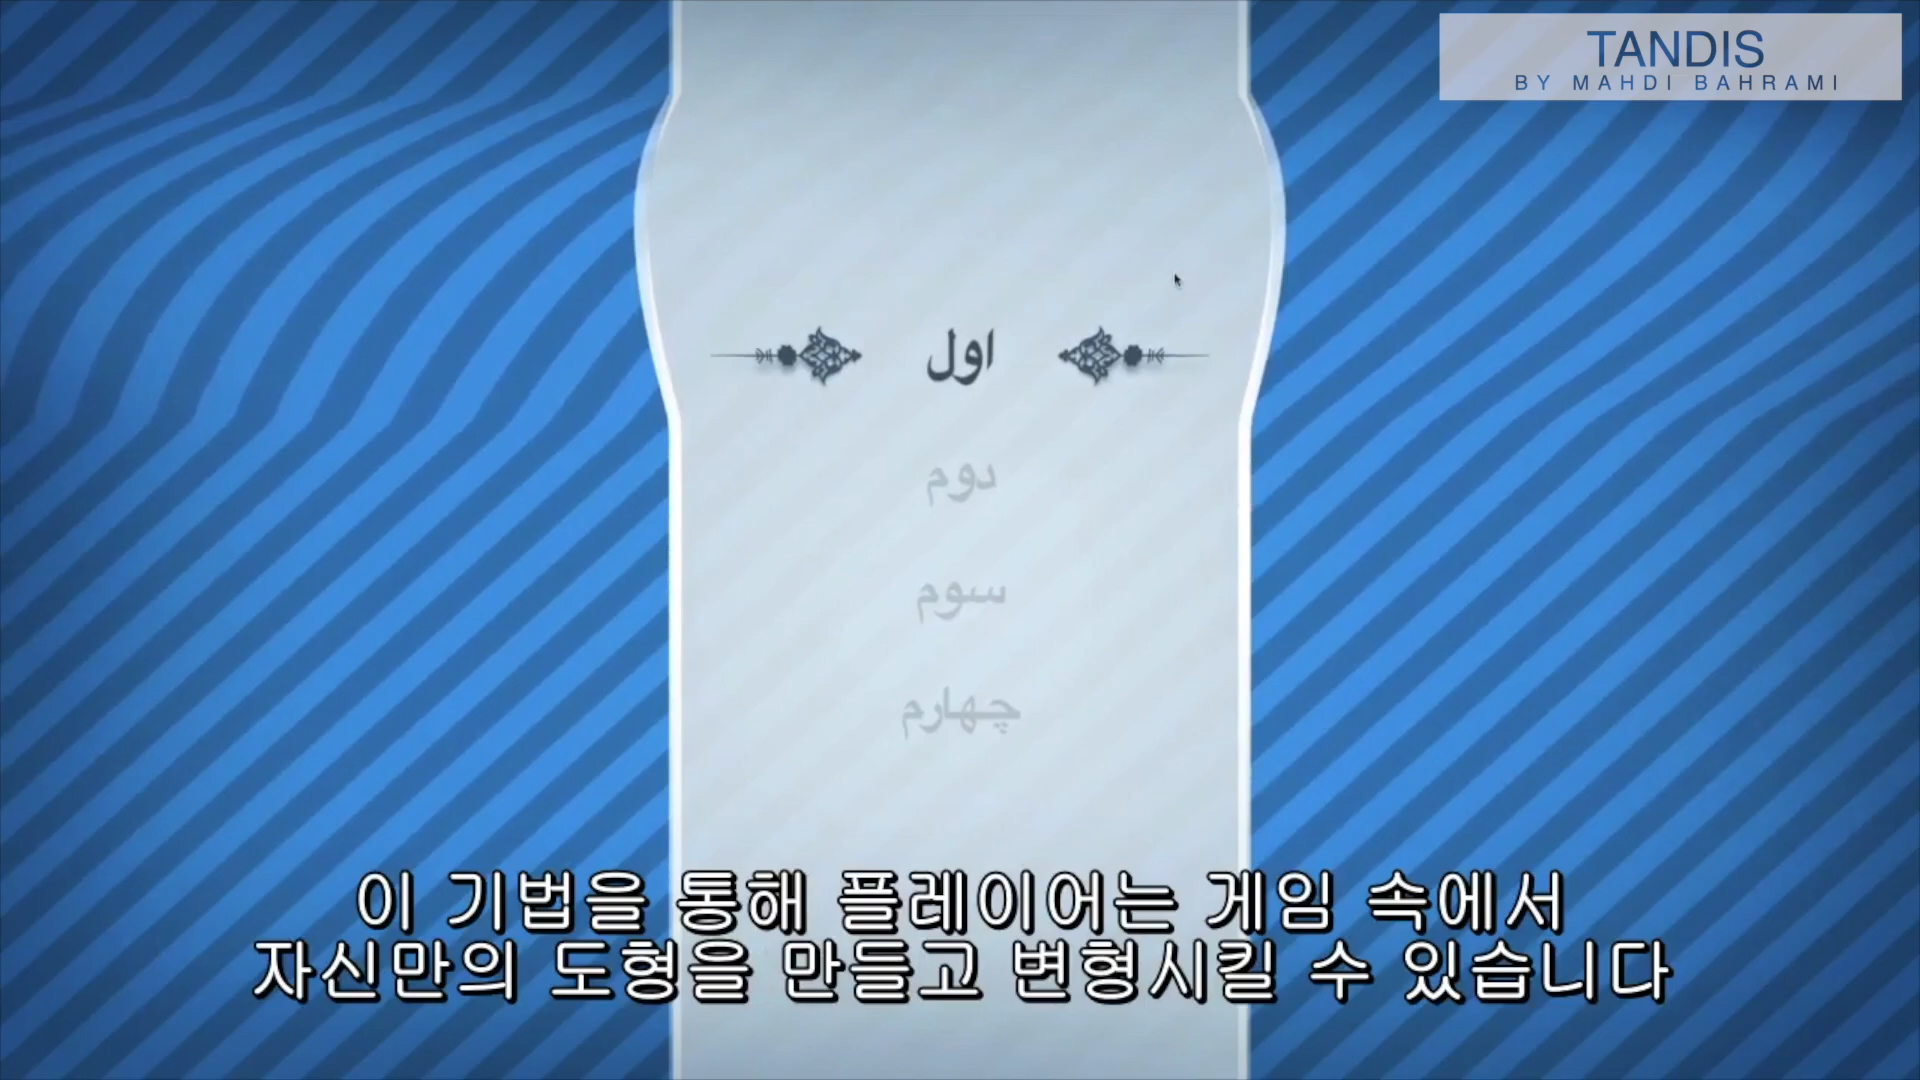 TANDIS
BY MAHDI BAHRAMI
اول
دوم
سوم
چهارم
이 기법을 통해 플레이어는 게임 속에서
자신만의 도형을 만들고 변형시킬 수 있습니다